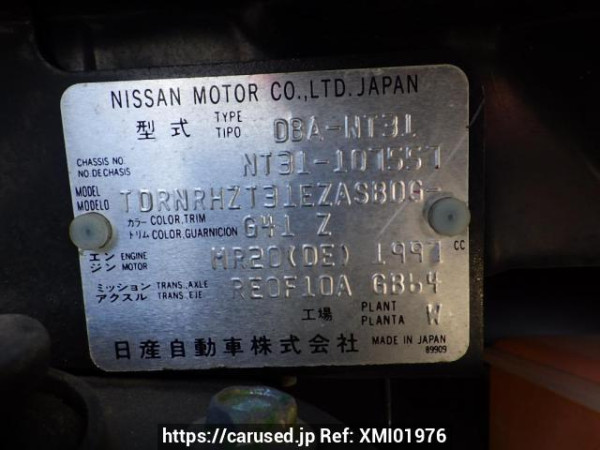 NISSAN MOTOR CO.,LTD.JAPAN
型式 TYPE TIPO DBA-NT31
CHASSIS NO. NO.DE CHASIS NT31-107557
MODEL MODELO TDRNRHZT31EZASBDG-
カラー COLOR,TRIM トリム COLOR,GUARNICION G41 Z
エンジン ENGINE MOTOR MR20(DE) 1997 CC
ミッション TRANS.,AXLE アクスル TRANS.,EJE RE0F10A GB64
工場 PLANT PLANTA W
日産自動車株式会社 MADE IN JAPAN
89909
https://carused.jp Ref: XMI01976